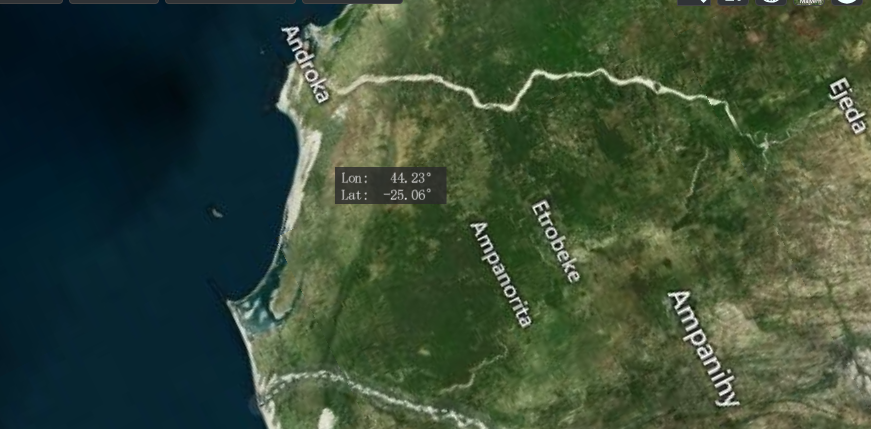 Androka
Ejeda
Lon: 44.23°
Lat: -25.06°
Etrobeke
Ampanorita
Ampanihy